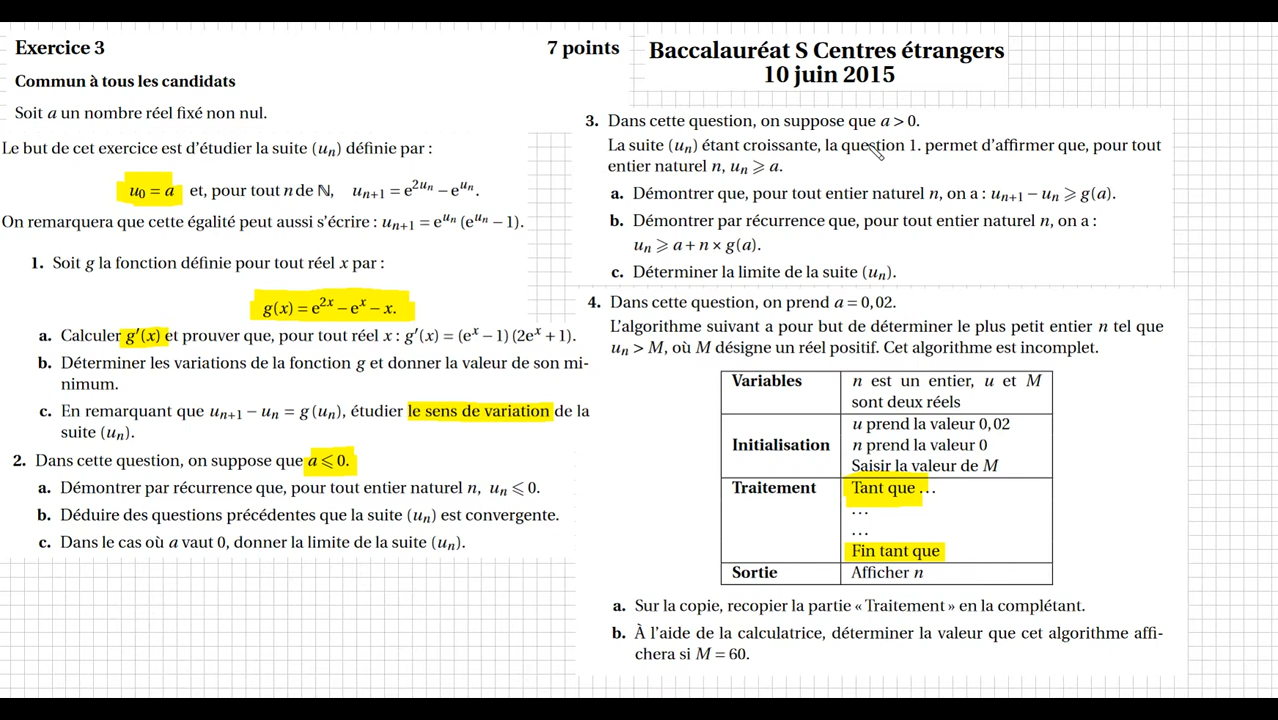 Exercice 3 7 points
Commun à tous les candidats
Soit a un nombre réel fixé non nul.
Le but de cet exercice est d'étudier la suite (uₙ) définie par :
u₀ = a et, pour tout n de ℕ, uₙ₊₁ = e²ᵘₙ − eᵘₙ.
On remarquera que cette égalité peut aussi s'écrire : uₙ₊₁ = eᵘₙ (eᵘₙ − 1).
1. Soit g la fonction définie pour tout réel x par :
g(x) = e²ˣ − eˣ − x.
a. Calculer g′(x) et prouver que, pour tout réel x : g′(x) = (eˣ − 1) (2eˣ + 1).
b. Déterminer les variations de la fonction g et donner la valeur de son mi-
nimum.
c. En remarquant que uₙ₊₁ − uₙ = g(uₙ), étudier le sens de variation de la
suite (uₙ).
2. Dans cette question, on suppose que a ⩽ 0.
a. Démontrer par récurrence que, pour tout entier naturel n, uₙ ⩽ 0.
b. Déduire des questions précédentes que la suite (uₙ) est convergente.
c. Dans le cas où a vaut 0, donner la limite de la suite (uₙ).
Baccalauréat S Centres étrangers
10 juin 2015
3. Dans cette question, on suppose que a > 0.
La suite (uₙ) étant croissante, la question 1. permet d'affirmer que, pour tout
entier naturel n, uₙ ⩾ a.
a. Démontrer que, pour tout entier naturel n, on a : uₙ₊₁ − uₙ ⩾ g(a).
b. Démontrer par récurrence que, pour tout entier naturel n, on a :
uₙ ⩾ a + n × g(a).
c. Déterminer la limite de la suite (uₙ).
4. Dans cette question, on prend a = 0,02.
L'algorithme suivant a pour but de déterminer le plus petit entier n tel que
uₙ > M, où M désigne un réel positif. Cet algorithme est incomplet.
Variables n est un entier, u et M
sont deux réels
u prend la valeur 0,02
Initialisation n prend la valeur 0
Saisir la valeur de M
Traitement Tant que …
…
…
Fin tant que
Sortie Afficher n
a. Sur la copie, recopier la partie « Traitement » en la complétant.
b. À l'aide de la calculatrice, déterminer la valeur que cet algorithme affi-
chera si M = 60.